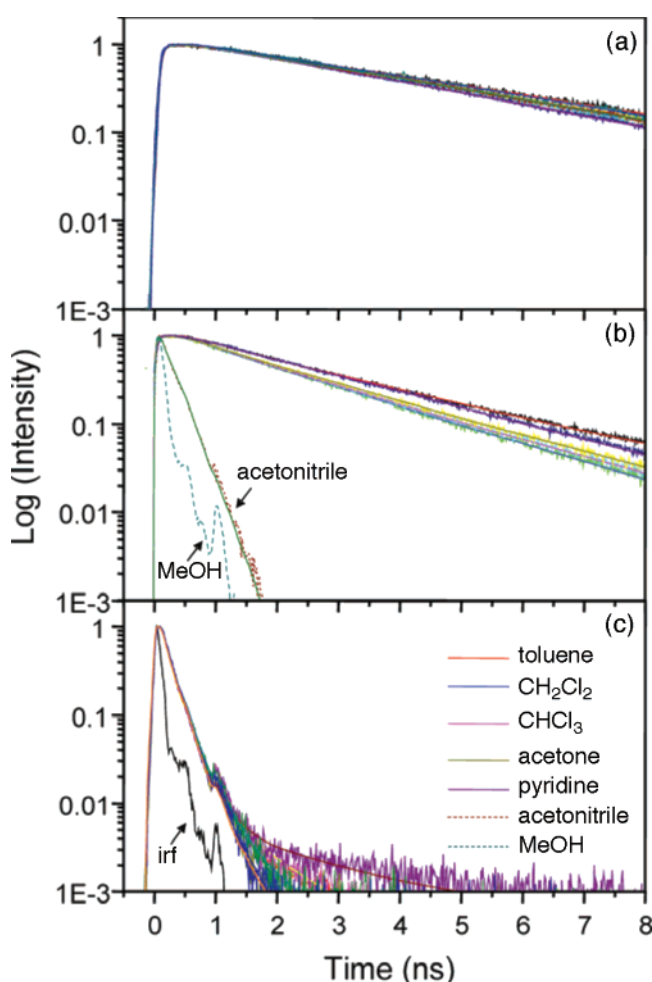 (a)
1
0.1
0.01
1E-3
(b)
1
0.1
0.01
1E-3
acetonitrile
MeOH
(c)
1
0.1
0.01
1E-3
irf
toluene
CH₂Cl₂
CHCl₃
acetone
pyridine
acetonitrile
MeOH
0 1 2 3 4 5 6 7 8
Time (ns)
Log (Intensity)